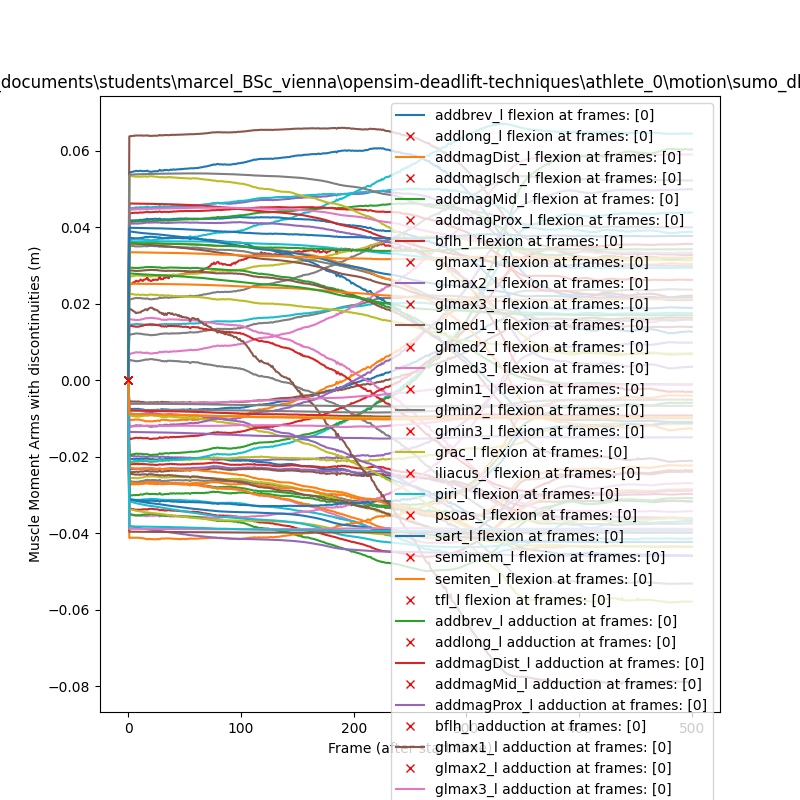 _documents\students\marcel_BSc_vienna\opensim-deadlift-techniques\athlete_0\motion\sumo_dl
Muscle Moment Arms with discontinuities (m)
0.06
0.04
0.02
0.00
−0.02
−0.04
−0.06
−0.08
addbrev_l flexion at frames: [0]
addlong_l flexion at frames: [0]
addmagDist_l flexion at frames: [0]
addmagIsch_l flexion at frames: [0]
addmagMid_l flexion at frames: [0]
addmagProx_l flexion at frames: [0]
bflh_l flexion at frames: [0]
glmax1_l flexion at frames: [0]
glmax2_l flexion at frames: [0]
glmax3_l flexion at frames: [0]
glmed1_l flexion at frames: [0]
glmed2_l flexion at frames: [0]
glmed3_l flexion at frames: [0]
glmin1_l flexion at frames: [0]
glmin2_l flexion at frames: [0]
glmin3_l flexion at frames: [0]
grac_l flexion at frames: [0]
iliacus_l flexion at frames: [0]
piri_l flexion at frames: [0]
psoas_l flexion at frames: [0]
sart_l flexion at frames: [0]
semimem_l flexion at frames: [0]
semiten_l flexion at frames: [0]
tfl_l flexion at frames: [0]
addbrev_l adduction at frames: [0]
addlong_l adduction at frames: [0]
addmagDist_l adduction at frames: [0]
addmagMid_l adduction at frames: [0]
addmagProx_l adduction at frames: [0]
bflh_l adduction at frames: [0]
glmax1_l adduction at frames: [0]
glmax2_l adduction at frames: [0]
glmax3_l adduction at frames: [0]
0 100 200 500
Frame (after